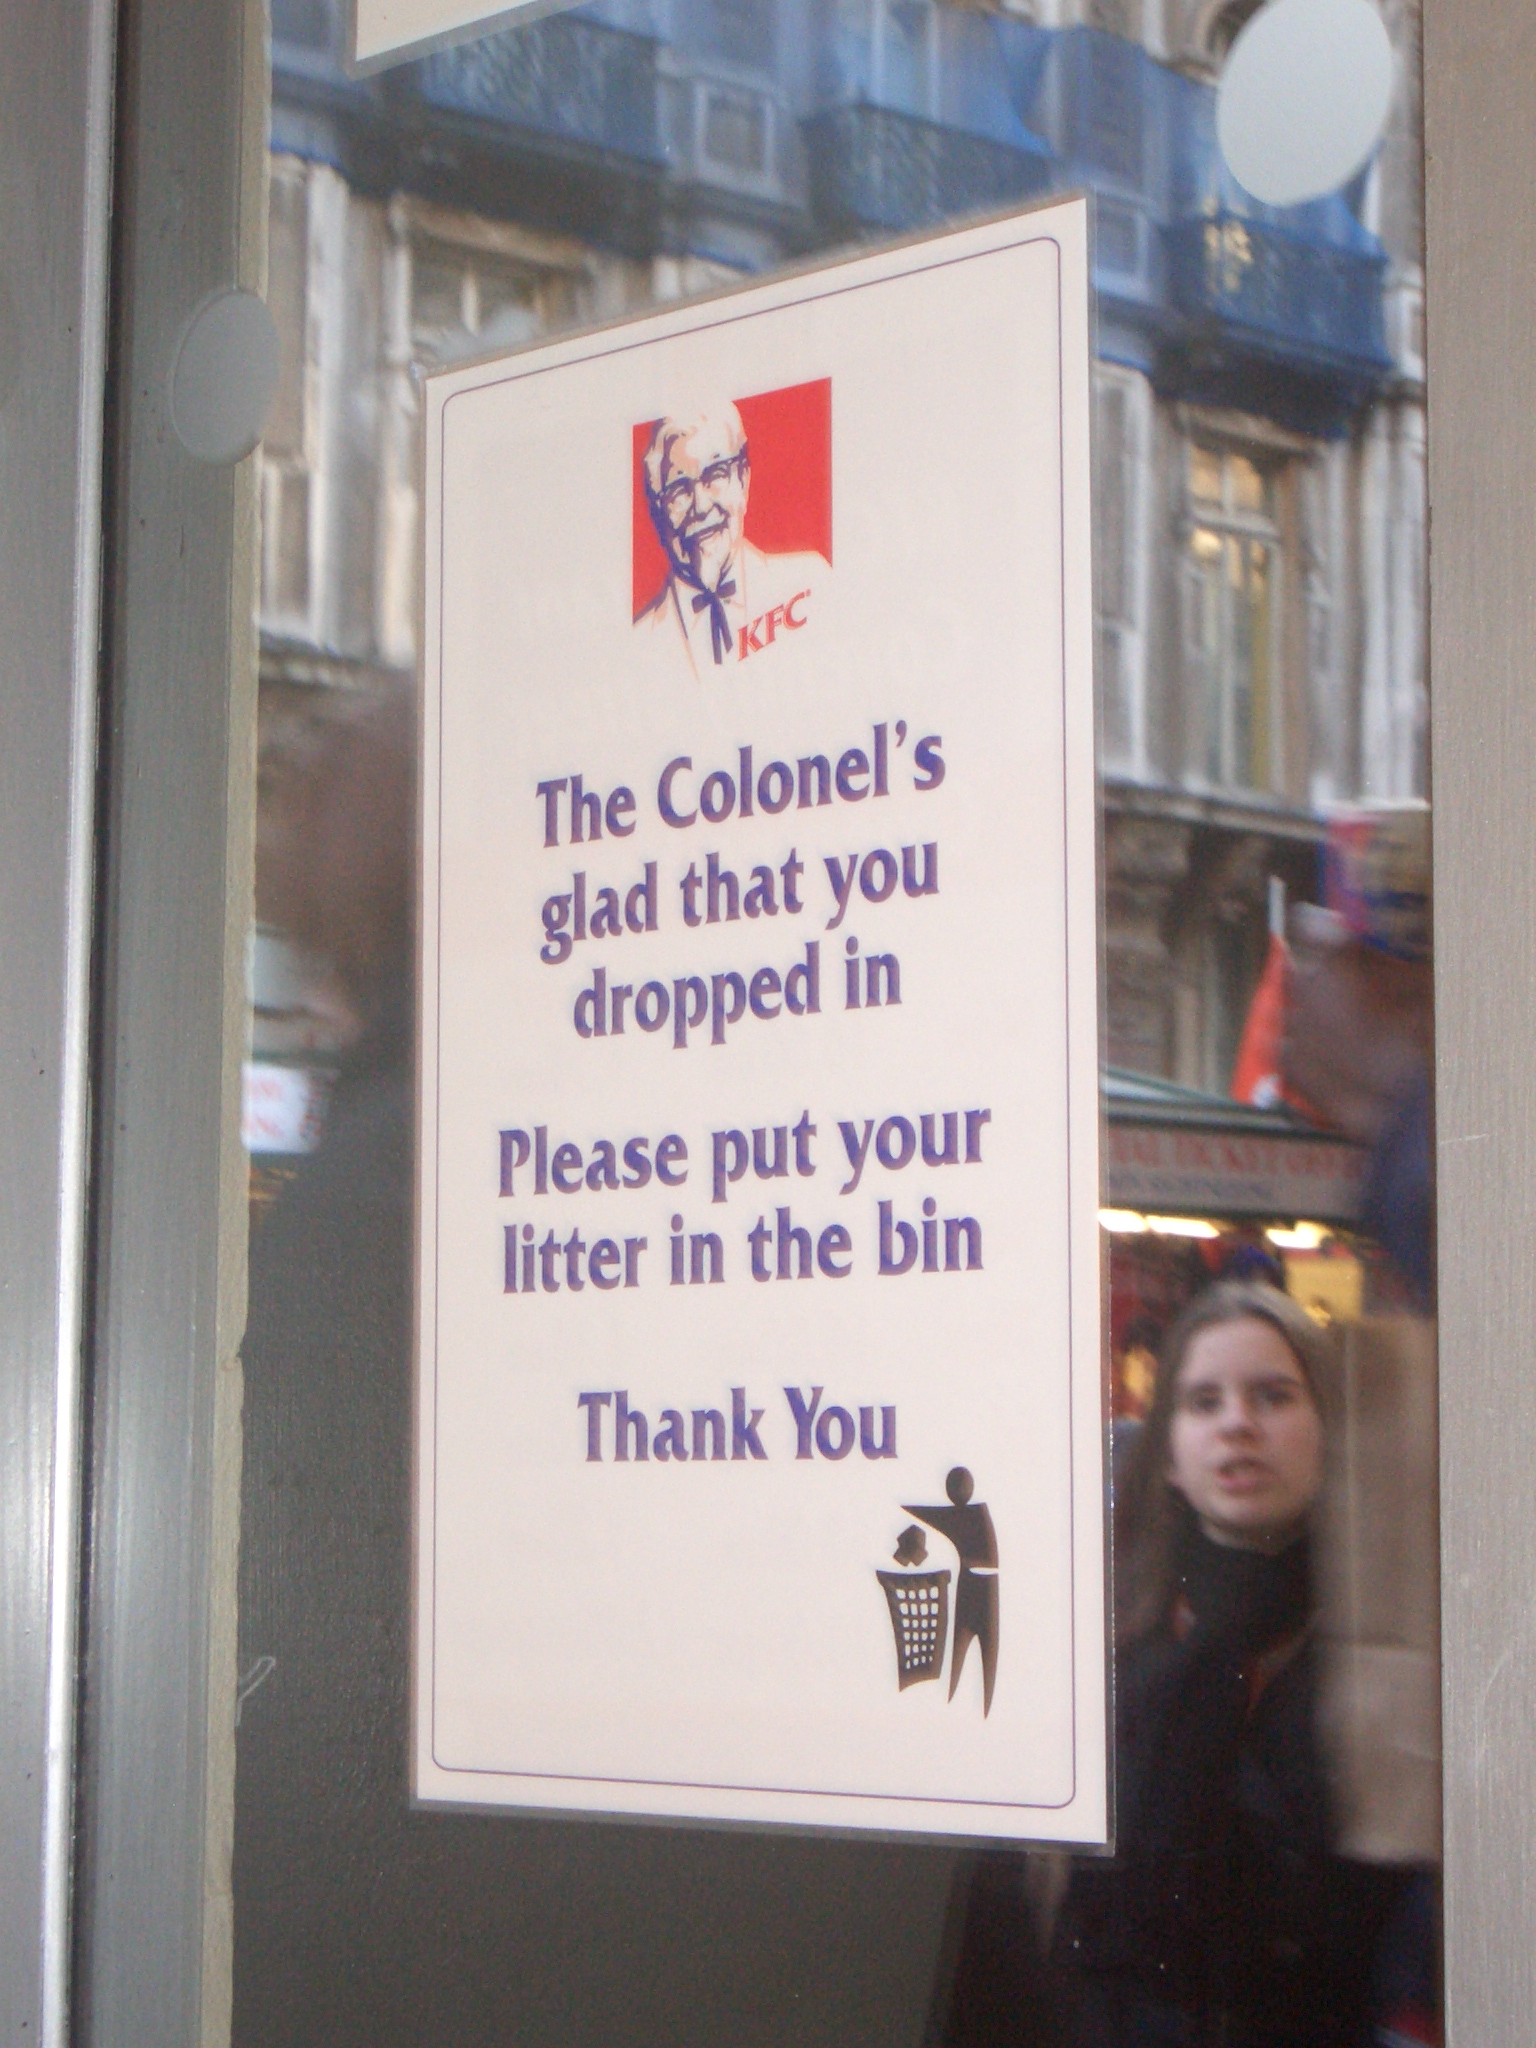 KFC
The Colonel's
glad that you
dropped in
Please put your
litter in the bin
Thank You